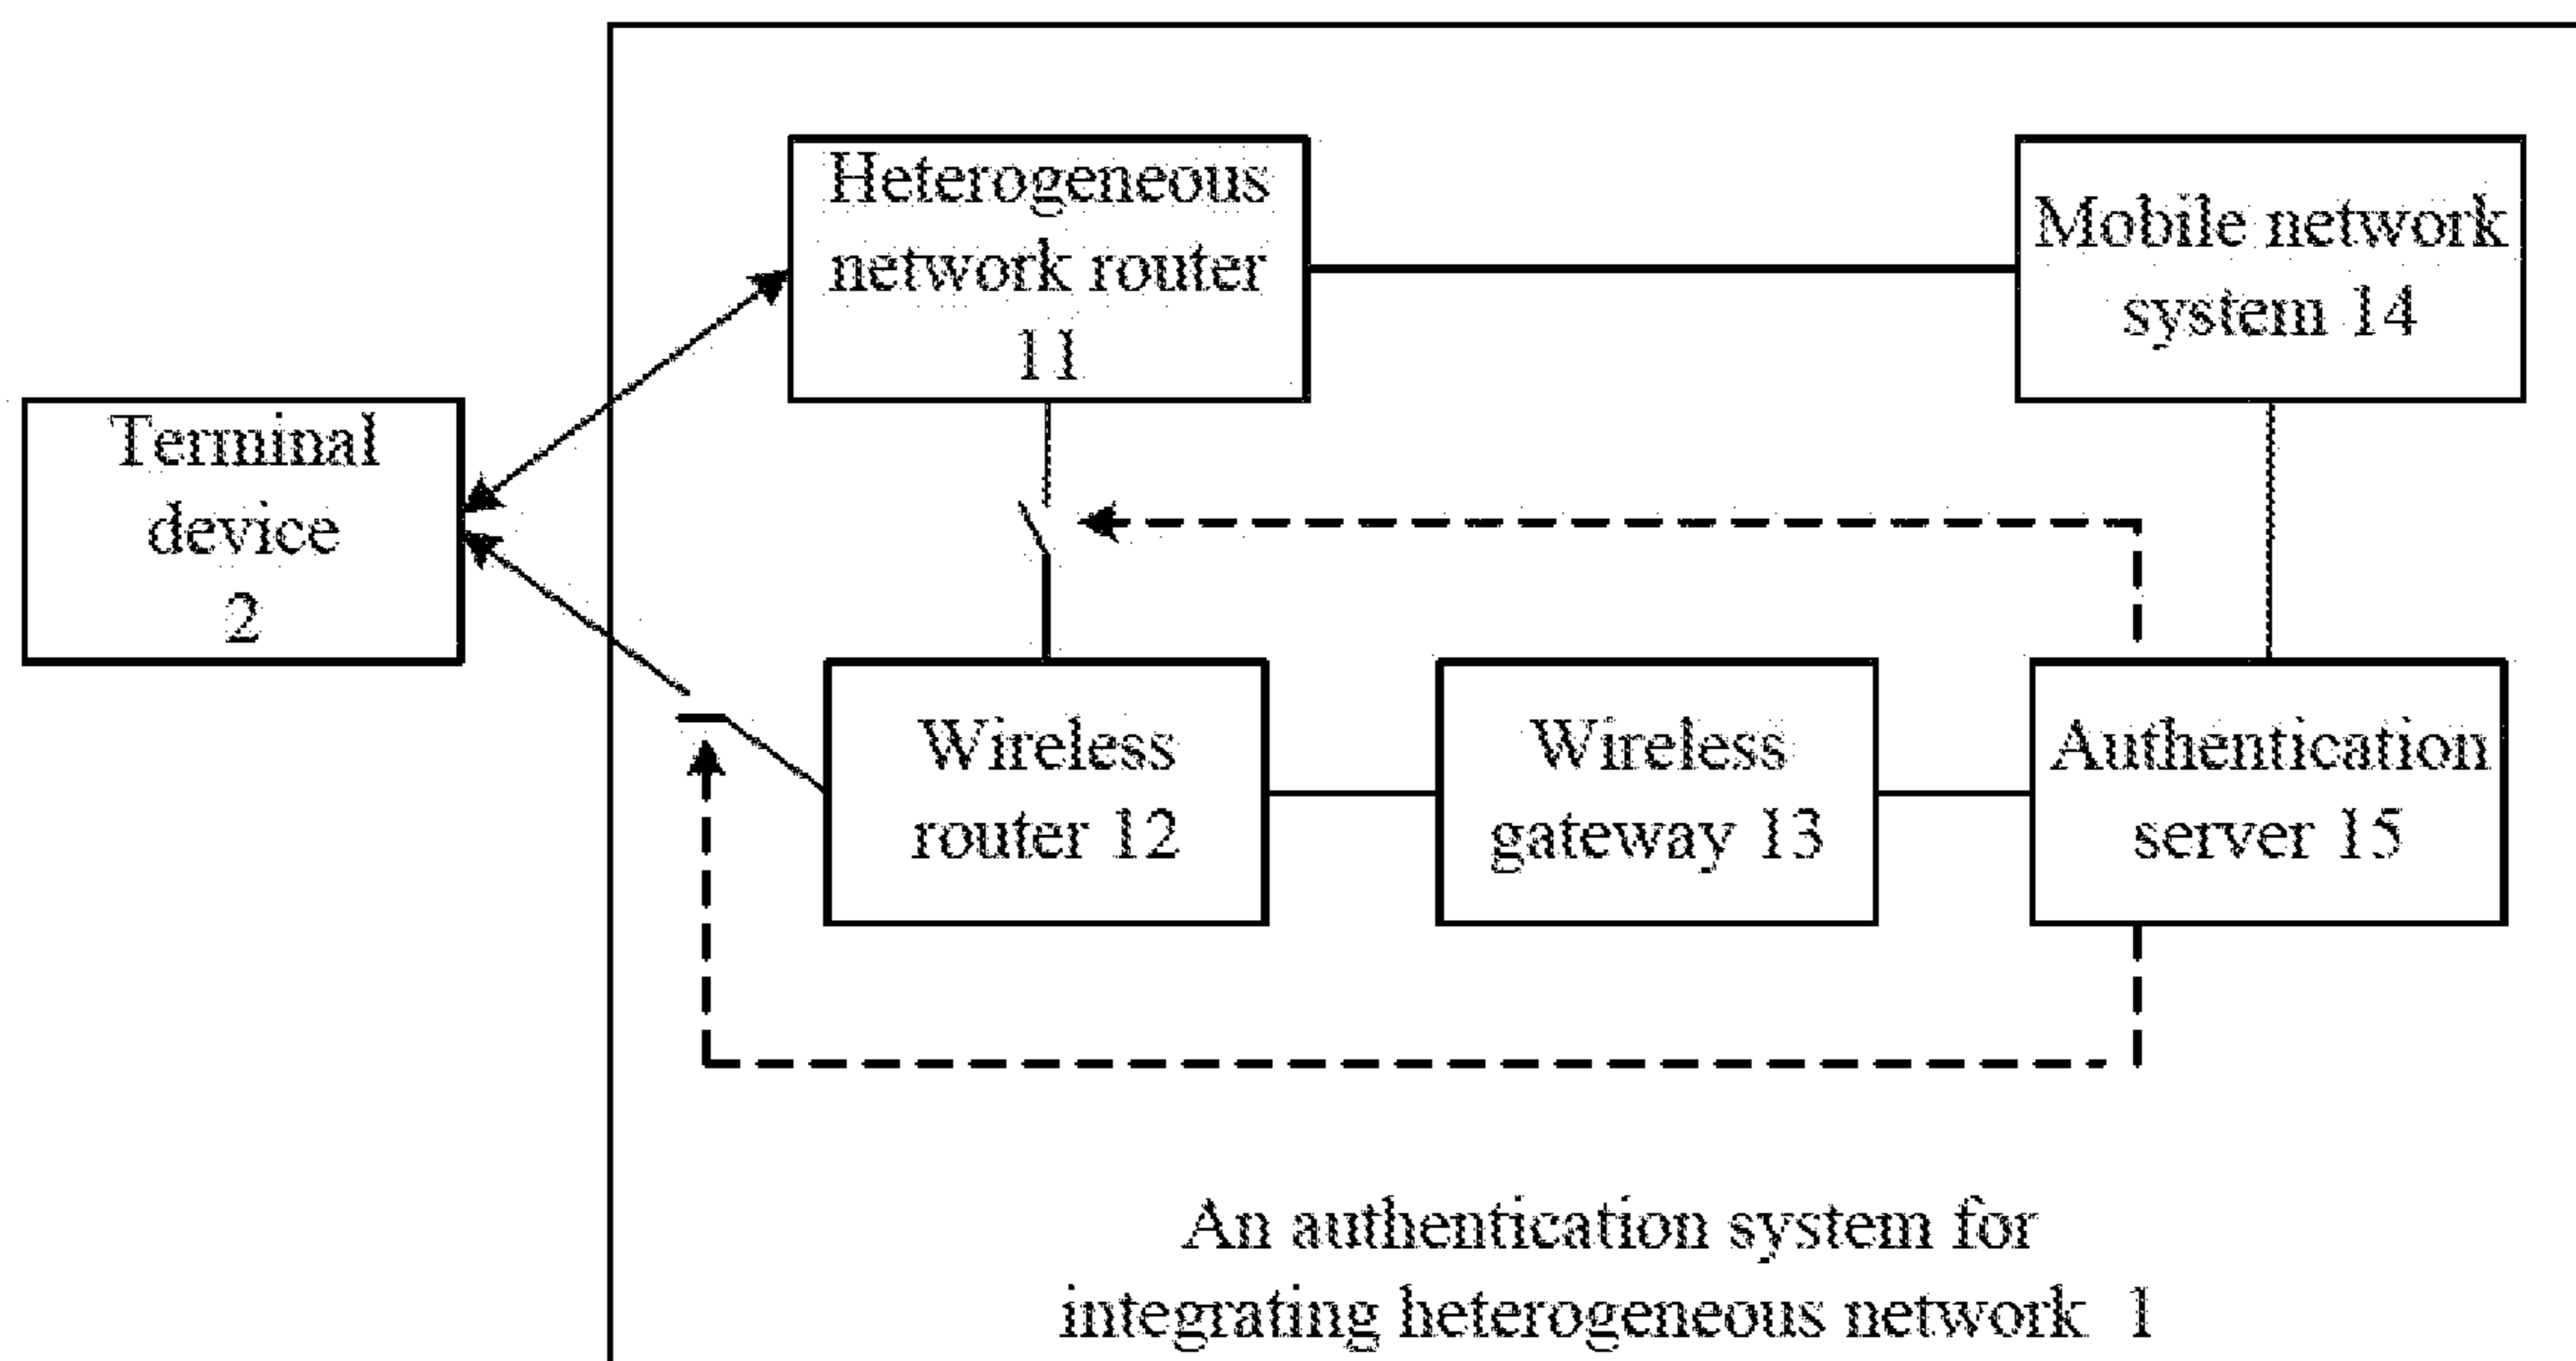 Heterogeneous
network router
11
Mobile network
system 14
Terminal
device
2
Wireless
router 12
Wireless
gateway 13
Authentication
server 15
An authentication system for
integrating heterogeneous network 1